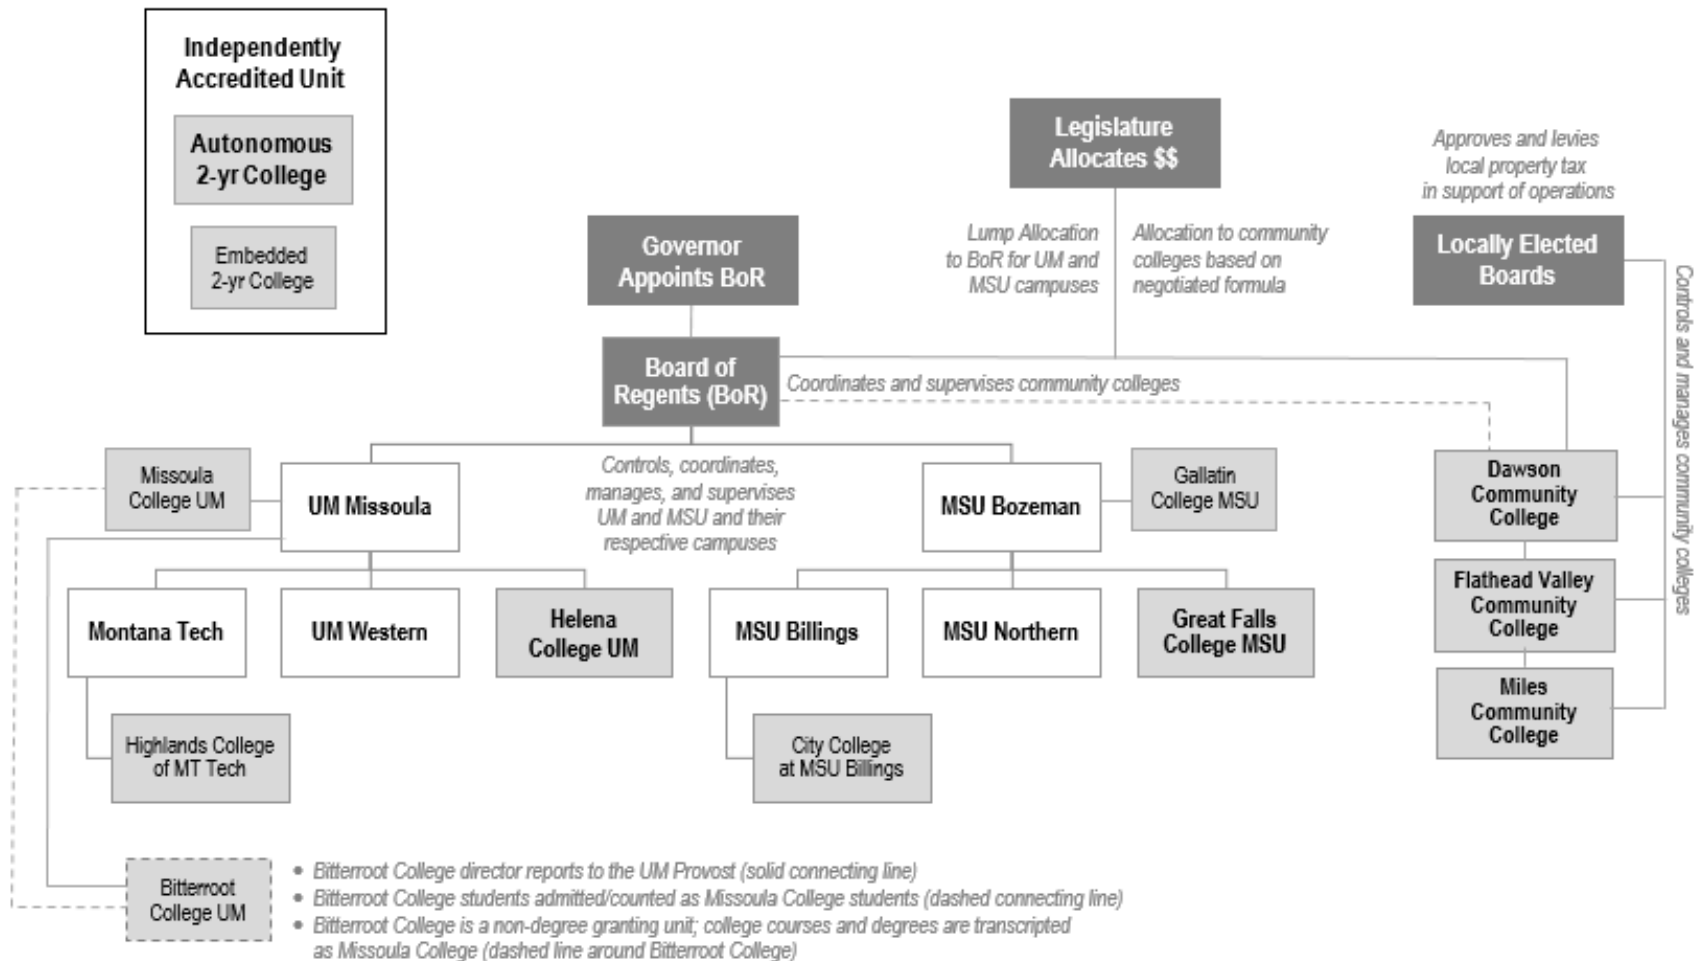 Independently
Accredited Unit
Autonomous
2-yr College
Embedded
2-yr College
Legislature
Allocates $$
Approves and levies
local property tax
in support of operations
Governor
Appoints BoR
Lump Allocation
to BoR for UM and
MSU campuses
Allocation to community
colleges based on
negotiated formula
Locally Elected
Boards
Controls and manages community colleges
Board of
Regents (BoR)
Coordinates and supervises community colleges
Missoula
College UM
UM Missoula
Controls, coordinates,
manages, and supervises
UM and MSU and their
respective campuses
MSU Bozeman
Gallatin
College MSU
Dawson
Community
College
Montana Tech
UM Western
Helena
College UM
MSU Billings
MSU Northern
Great Falls
College MSU
Flathead Valley
Community
College
Miles
Community
College
Highlands College
of MT Tech
City College
at MSU Billings
Bitterroot
College UM
• Bitterroot College director reports to the UM Provost (solid connecting line)
• Bitterroot College students admitted/counted as Missoula College students (dashed connecting line)
• Bitterroot College is a non-degree granting unit; college courses and degrees are transcripted
as Missoula College (dashed line around Bitterroot College)